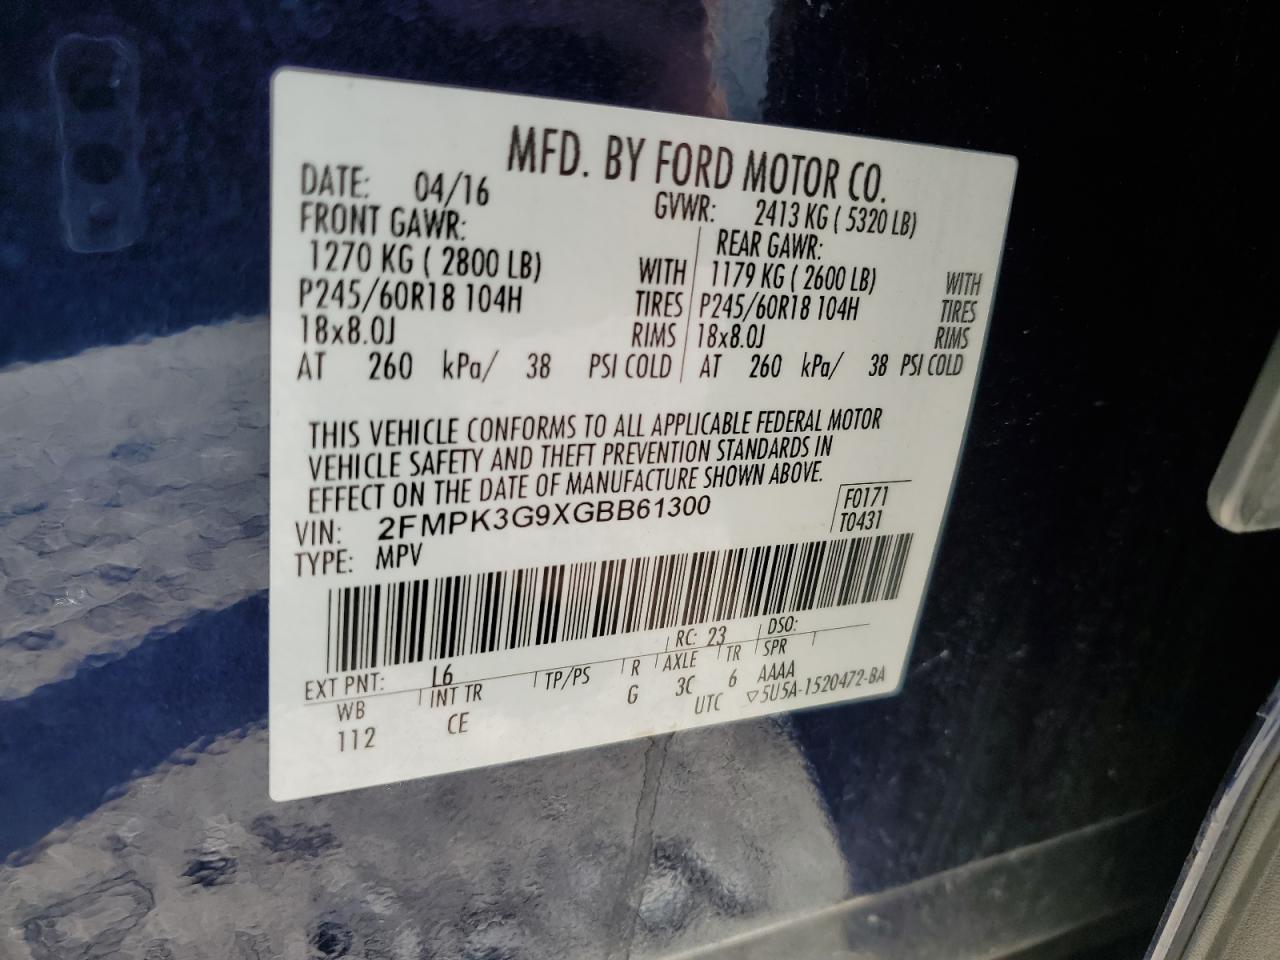 MFD. BY FORD MOTOR CO.
DATE: 04/16 GVWR: 2413 KG ( 5320 LB)
FRONT GAWR: REAR GAWR:
1270 KG ( 2800 LB) WITH 1179 KG ( 2600 LB) WITH
P245/60R18 104H TIRES P245/60R18 104H TIRES
18x8.0J RIMS 18x8.0J RIMS
AT 260 kPa/ 38 PSI COLD AT 260 kPa/ 38 PSI COLD
THIS VEHICLE CONFORMS TO ALL APPLICABLE FEDERAL MOTOR
VEHICLE SAFETY AND THEFT PREVENTION STANDARDS IN
EFFECT ON THE DATE OF MANUFACTURE SHOWN ABOVE.
VIN: 2FMPK3G9XGBB61300 F0171
TYPE: MPV T0431
EXT PNT: L6 RC: 23 DSO:
WB INT TR TP/PS R AXLE TR SPR
112 CE G 3C 6 AAAA
UTC ▽5U5A-1520472-BA